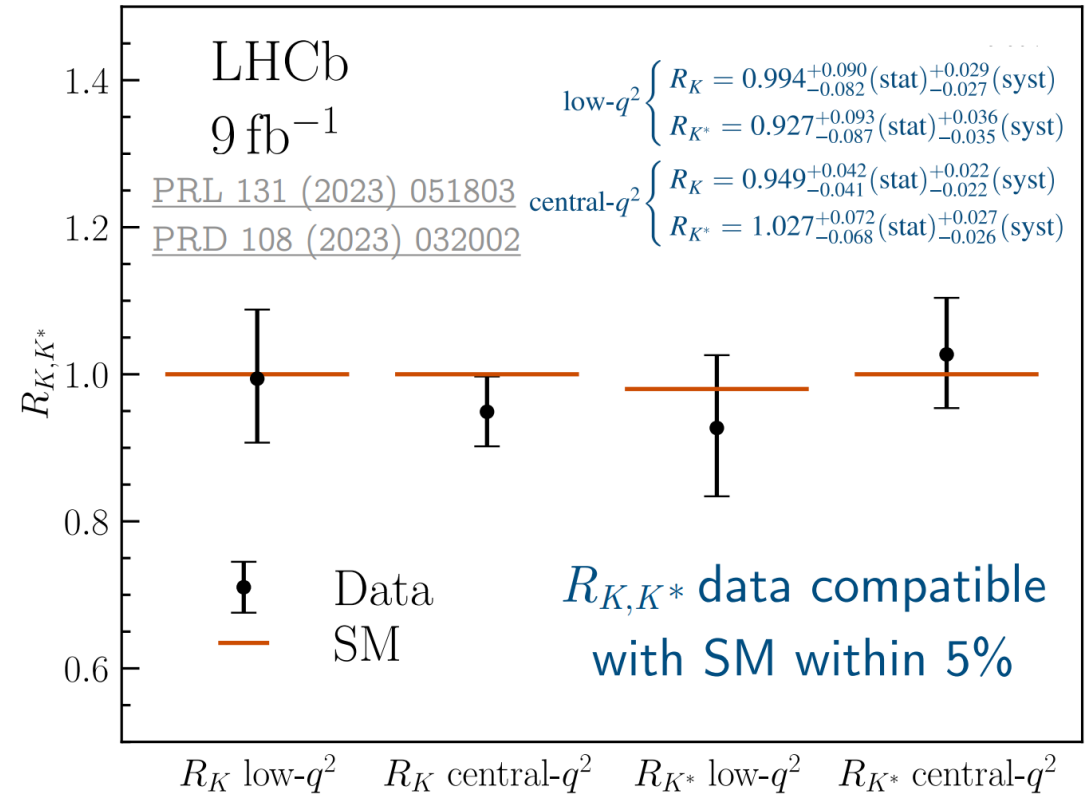 LHCb
9 fb⁻¹
PRL 131 (2023) 051803
PRD 108 (2023) 032002
low-q² { R_K = 0.994^{+0.090}_{−0.082}(stat)^{+0.029}_{−0.027}(syst)
R_{K*} = 0.927^{+0.093}_{−0.087}(stat)^{+0.036}_{−0.035}(syst)
central-q² { R_K = 0.949^{+0.042}_{−0.041}(stat)^{+0.022}_{−0.022}(syst)
R_{K*} = 1.027^{+0.072}_{−0.068}(stat)^{+0.027}_{−0.026}(syst)
R_{K,K*}
1.4
1.2
1.0
0.8
0.6
Data
SM
R_{K,K*} data compatible
with SM within 5%
R_K low-q² R_K central-q² R_{K*} low-q² R_{K*} central-q²